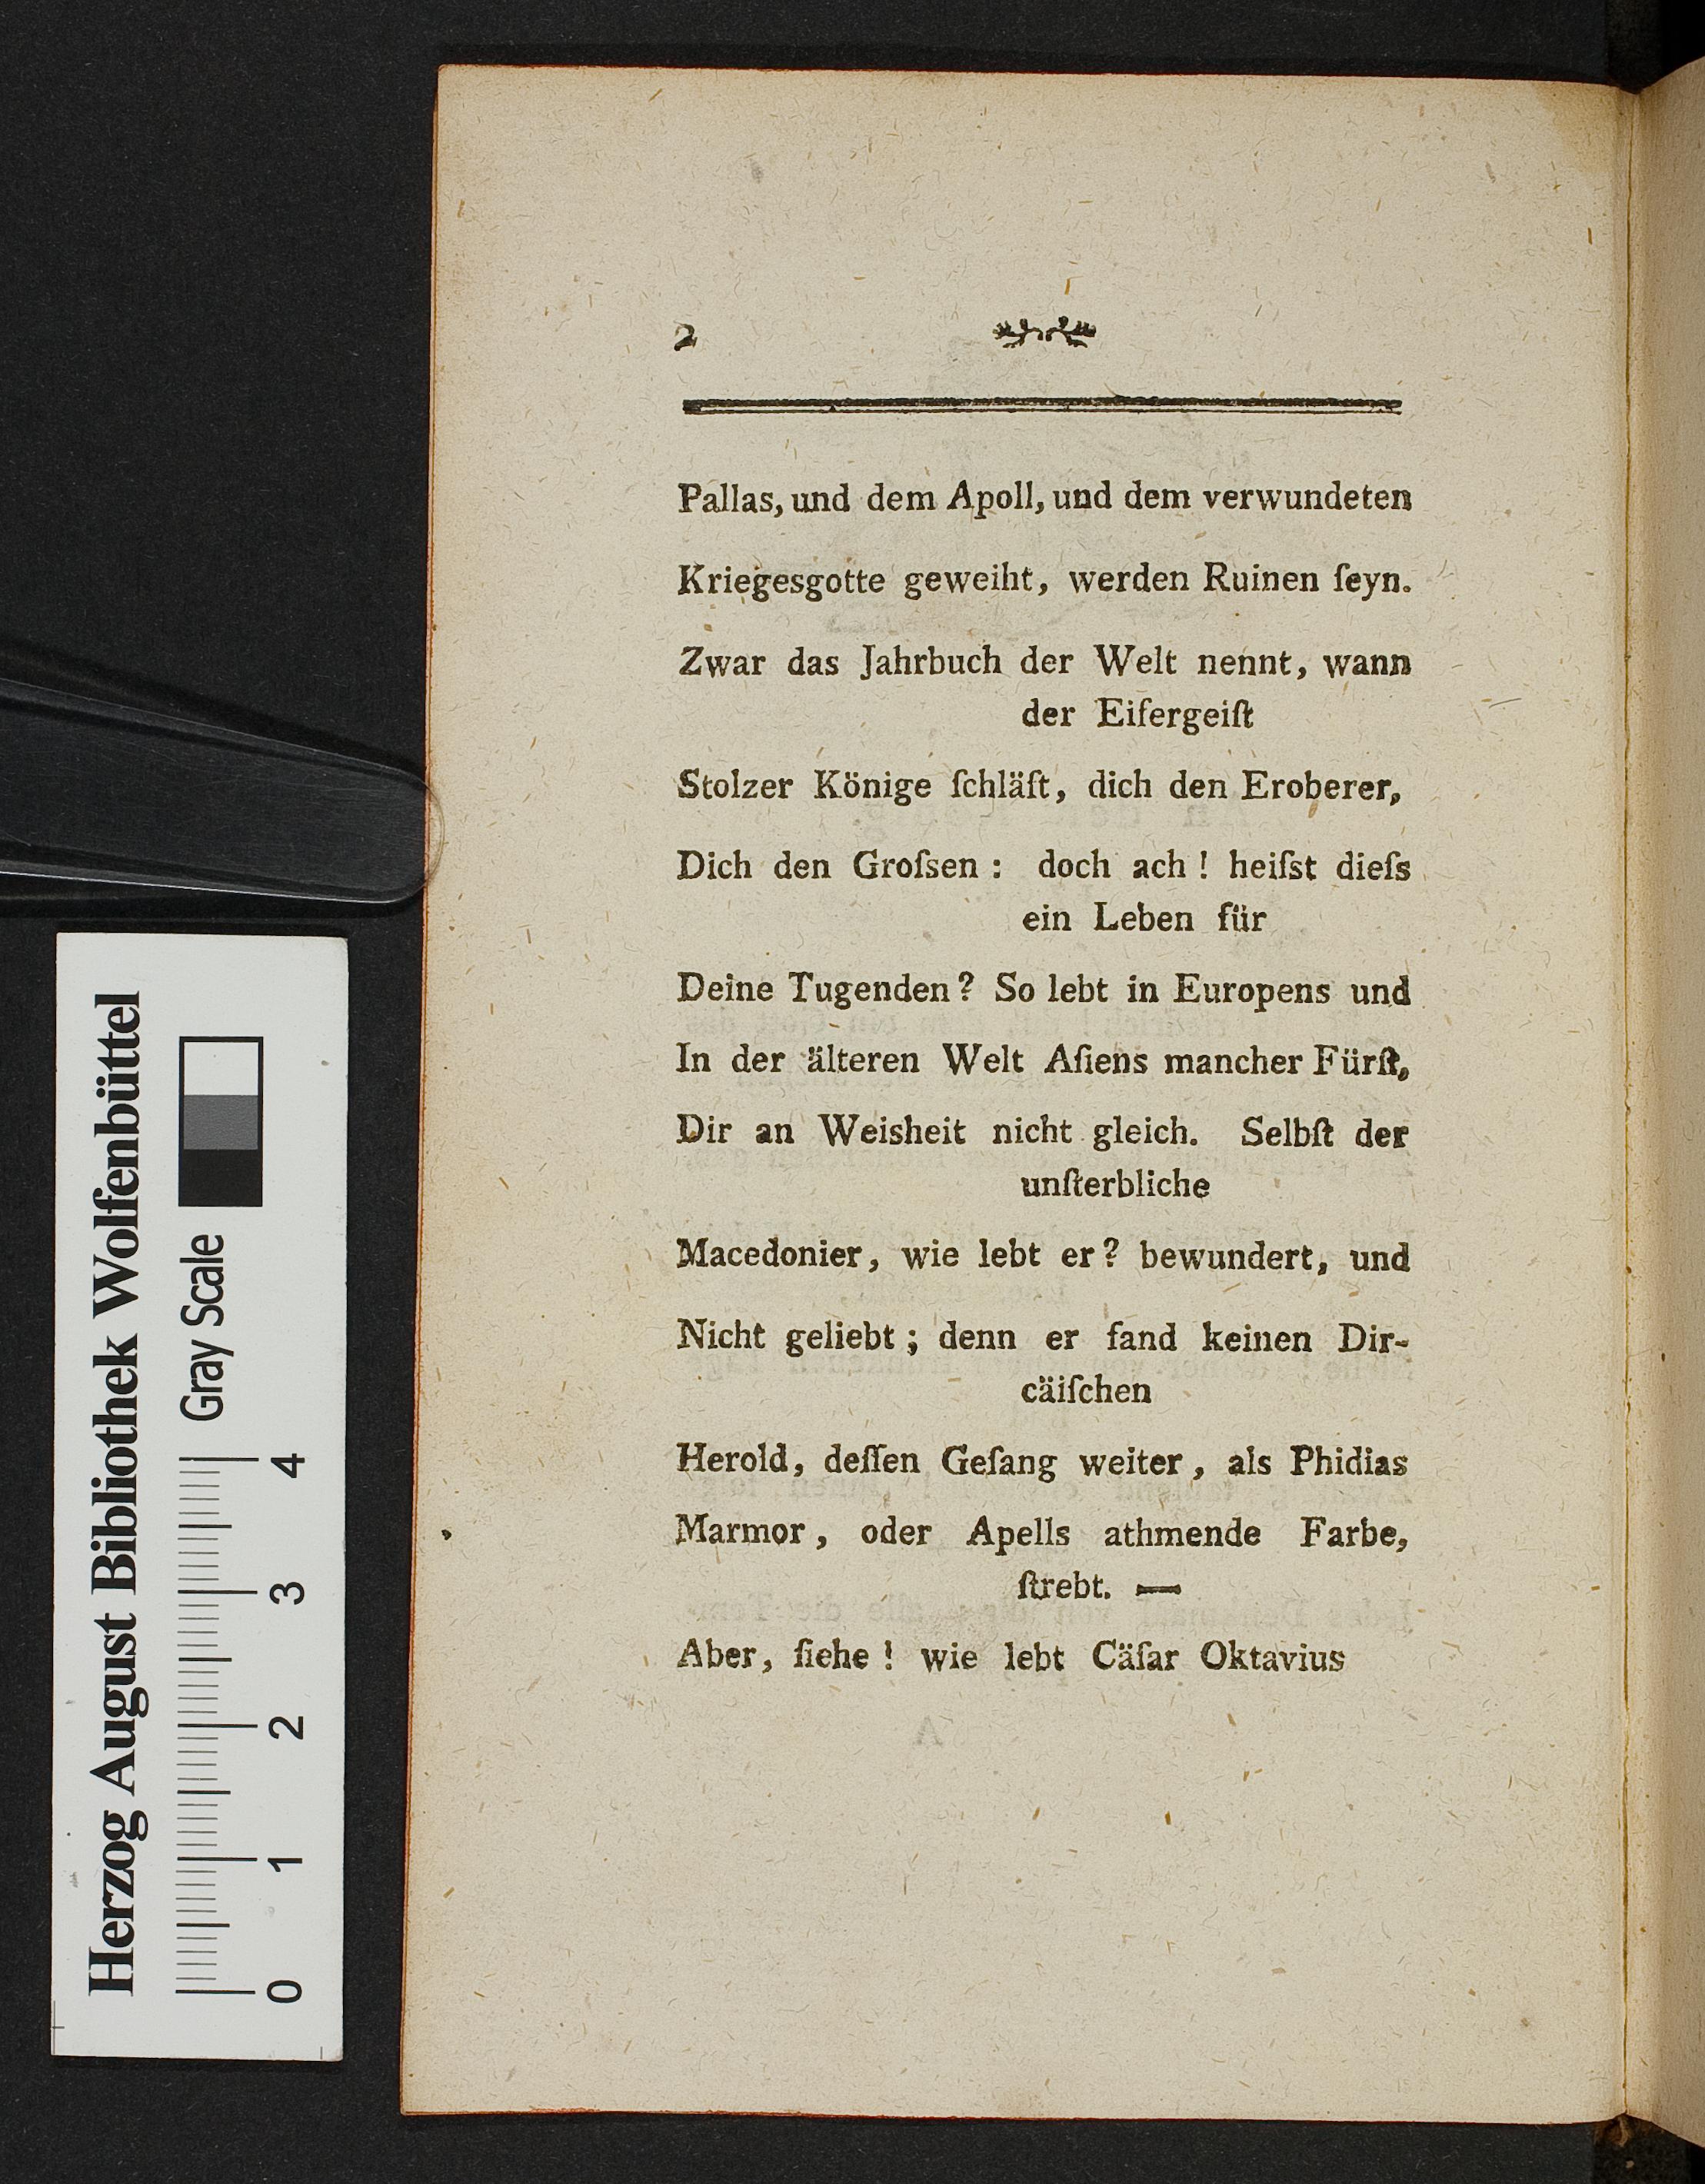 2
Pallas, und dem Apoll, und dem verwundeten
Kriegesgotte geweiht, werden Ruinen ſeyn.
Zwar das Jahrbuch der Welt nennt, wann
der Eifergeiſt
Stolzer Könige ſchläft, dich den Eroberer,
Dich den Groſsen: doch ach! heiſst dieſs
ein Leben für
Deine Tugenden? So lebt in Europens und
In der älteren Welt Aſiens mancher Fürſt,
Dir an Weisheit nicht gleich. Selbſt der
unſterbliche
Macedonier, wie lebt er? bewundert, und
Nicht geliebt; denn er fand keinen Dir-
cäiſchen
Herold, deſſen Geſang weiter, als Phidias
Marmor, oder Apells athmende Farbe,
ſtrebt. —
Aber, ſiehe! wie lebt Cäſar Oktavius
Herzog August Bibliothek Wolfenbüttel
Gray Scale
0 1 2 3 4